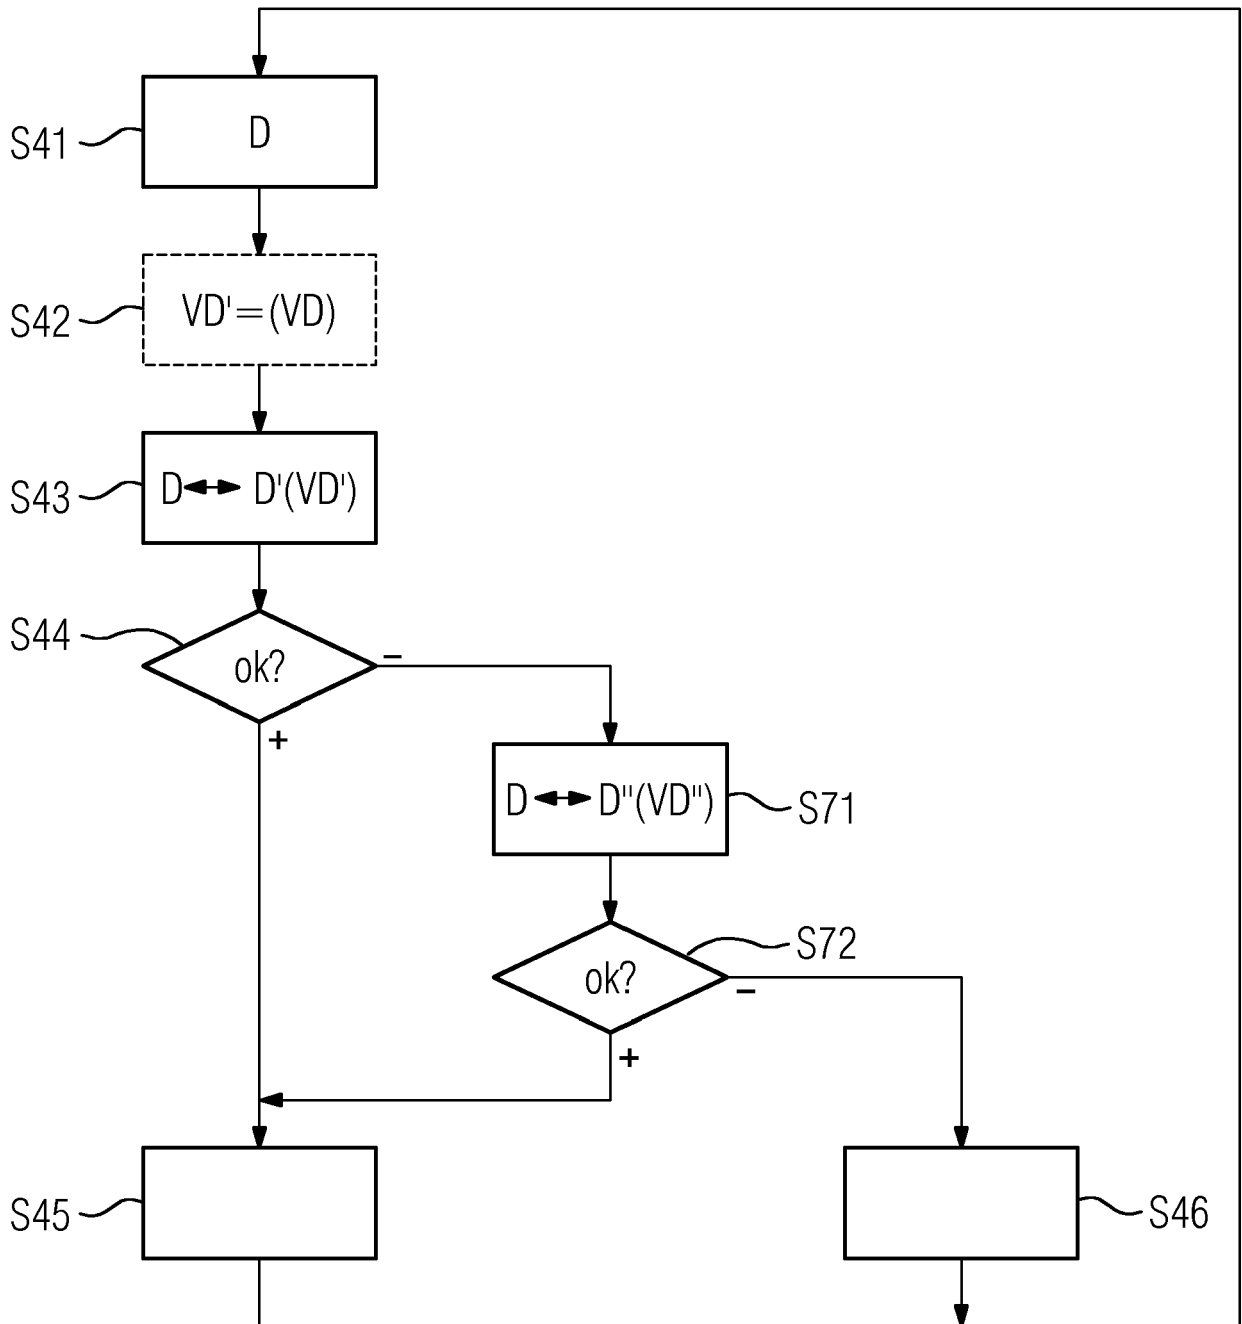 S41
D
S42
VD'=(VD)
S43
D ↔ D'(VD')
S44
ok?
–
+
D ↔ D"(VD")
S71
S72
ok?
–
+
S45
S46